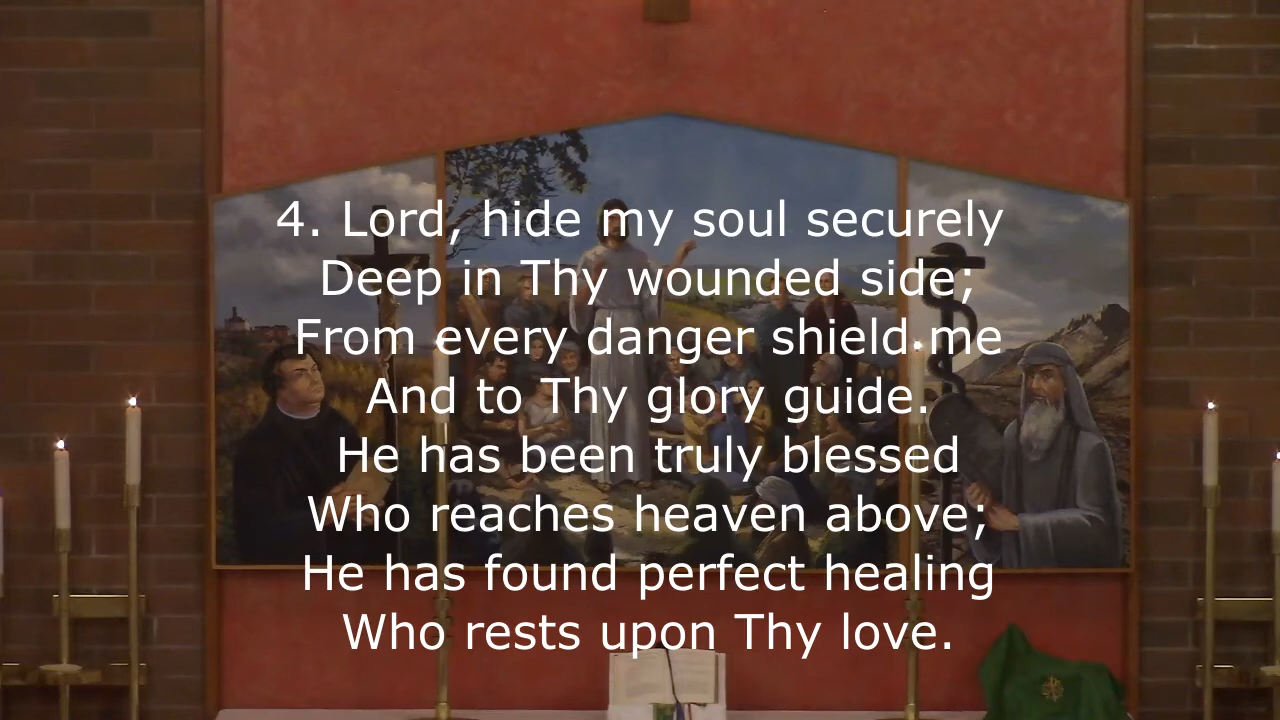 4. Lord, hide my soul securely
Deep in Thy wounded side;
From every danger shield me
And to Thy glory guide.
He has been truly blessed
Who reaches heaven above;
He has found perfect healing
Who rests upon Thy love.